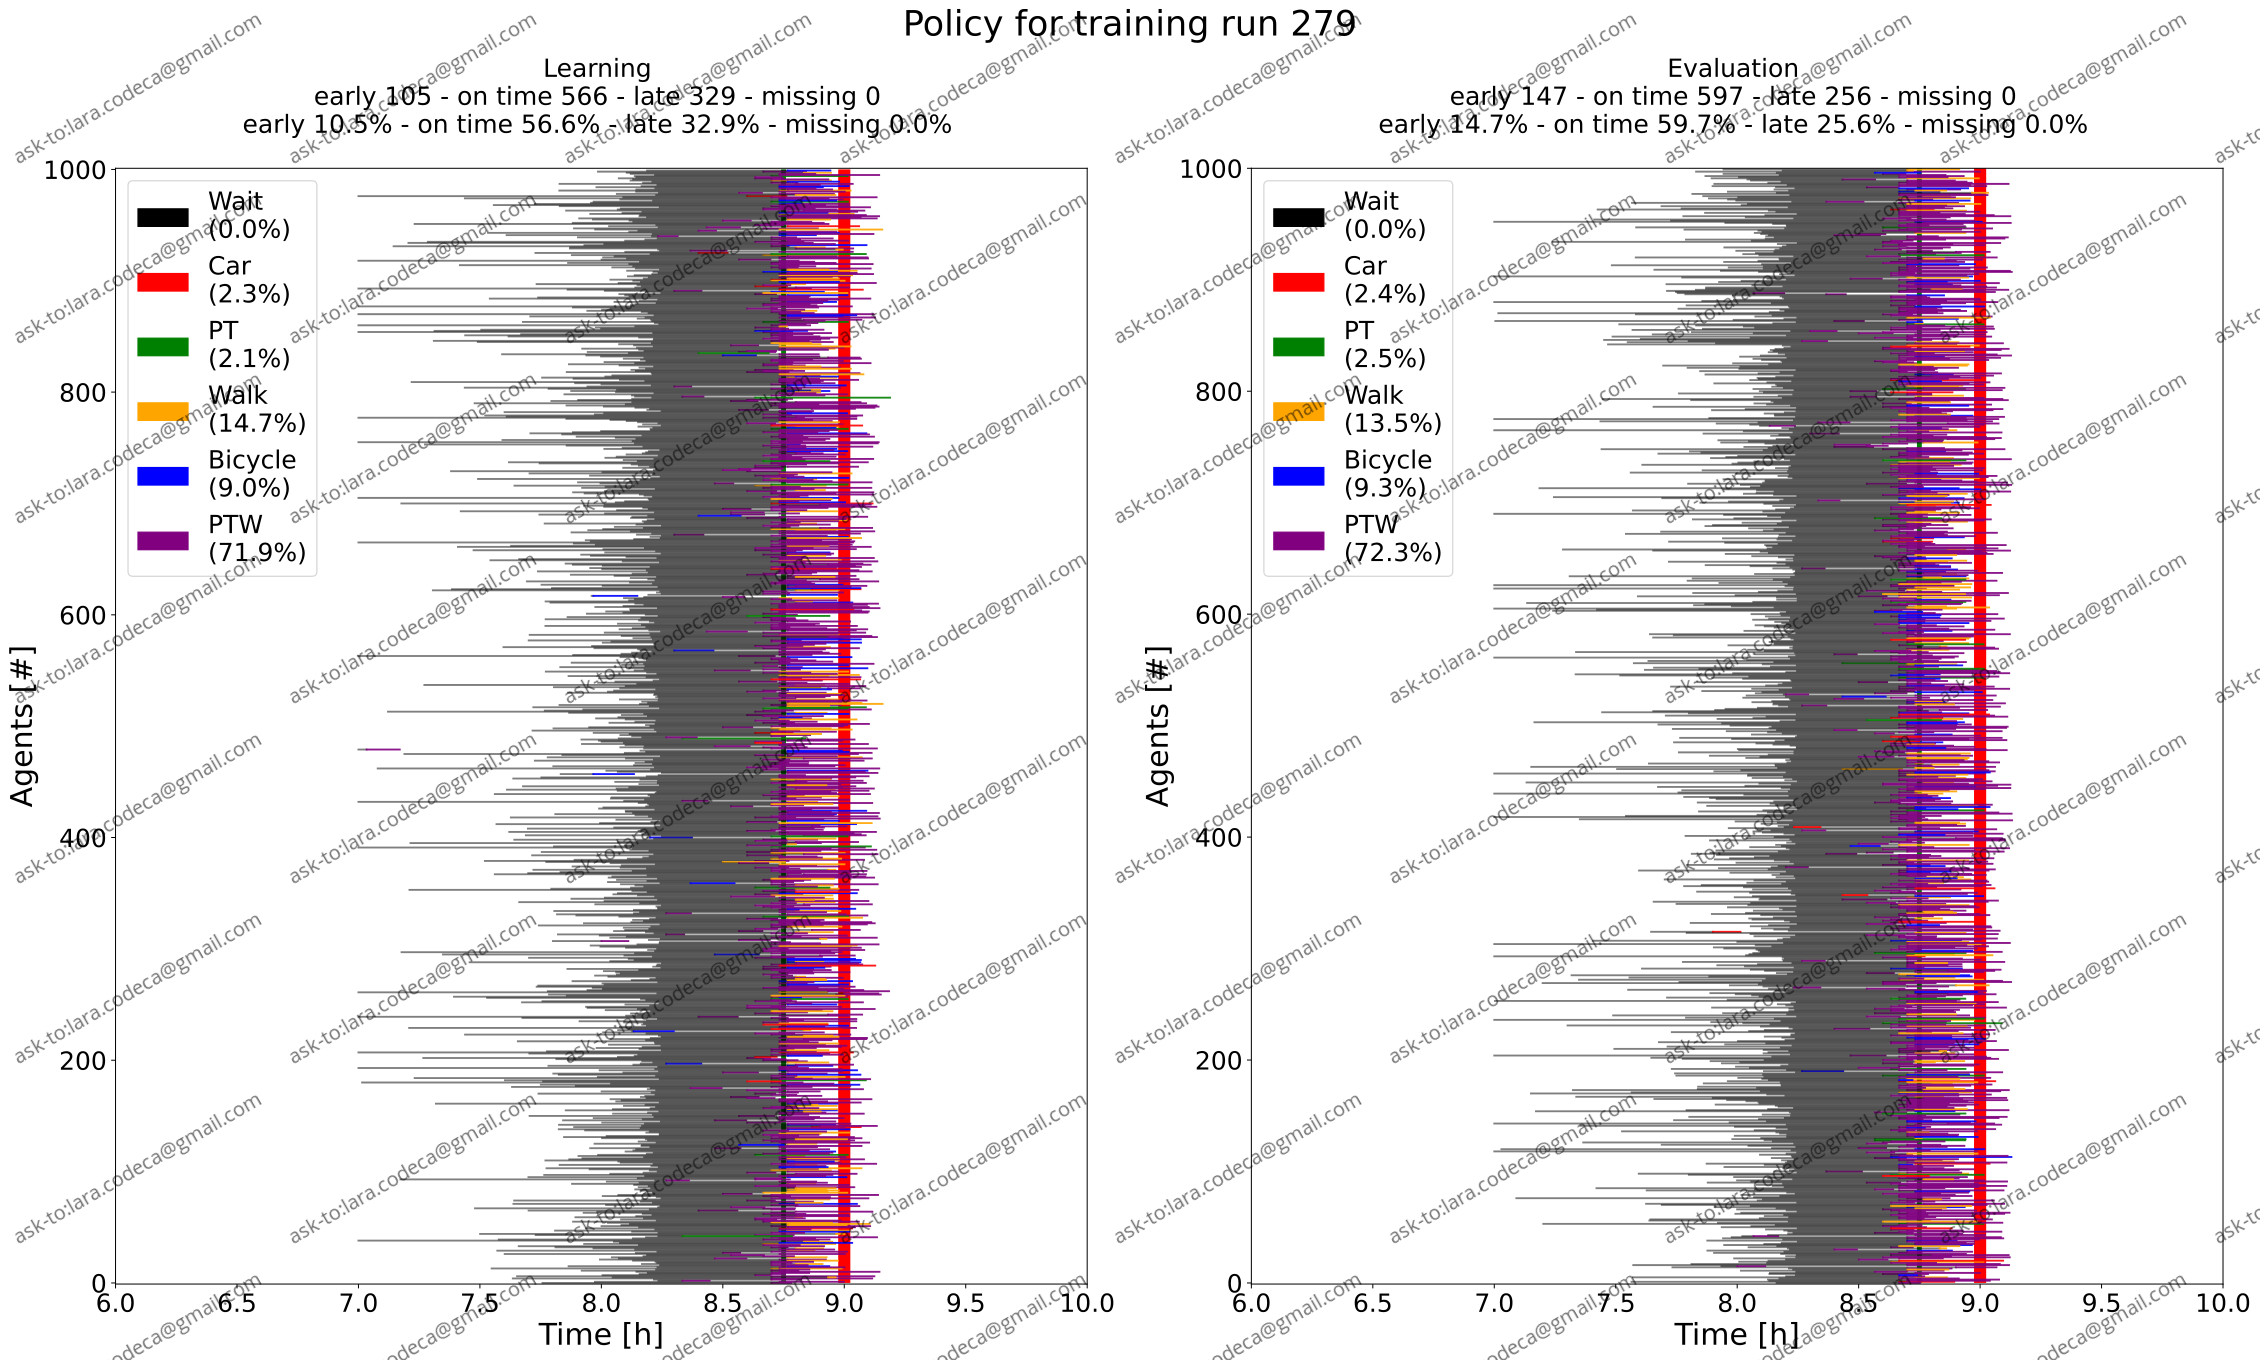 Policy for training run 279
Learning
early 105 - on time 566 - late 329 - missing 0
early 10.5% - on time 56.6% - late 32.9% - missing 0.0%
1000
800
600
400
200
0
Agents [#]
Wait
(0.0%)
Car
(2.3%)
PT
(2.1%)
Walk
(14.7%)
Bicycle
(9.0%)
PTW
(71.9%)
6.0 6.5 7.0 7.5 8.0 8.5 9.0 9.5 10.0
Time [h]
Evaluation
early 147 - on time 597 - late 256 - missing 0
early 14.7% - on time 59.7% - late 25.6% - missing 0.0%
1000
800
600
400
200
0
Agents [#]
Wait
(0.0%)
Car
(2.4%)
PT
(2.5%)
Walk
(13.5%)
Bicycle
(9.3%)
PTW
(72.3%)
6.0 6.5 7.0 7.5 8.0 8.5 9.0 9.5 10.0
Time [h]
ask-to:lara.codeca@gmail.com